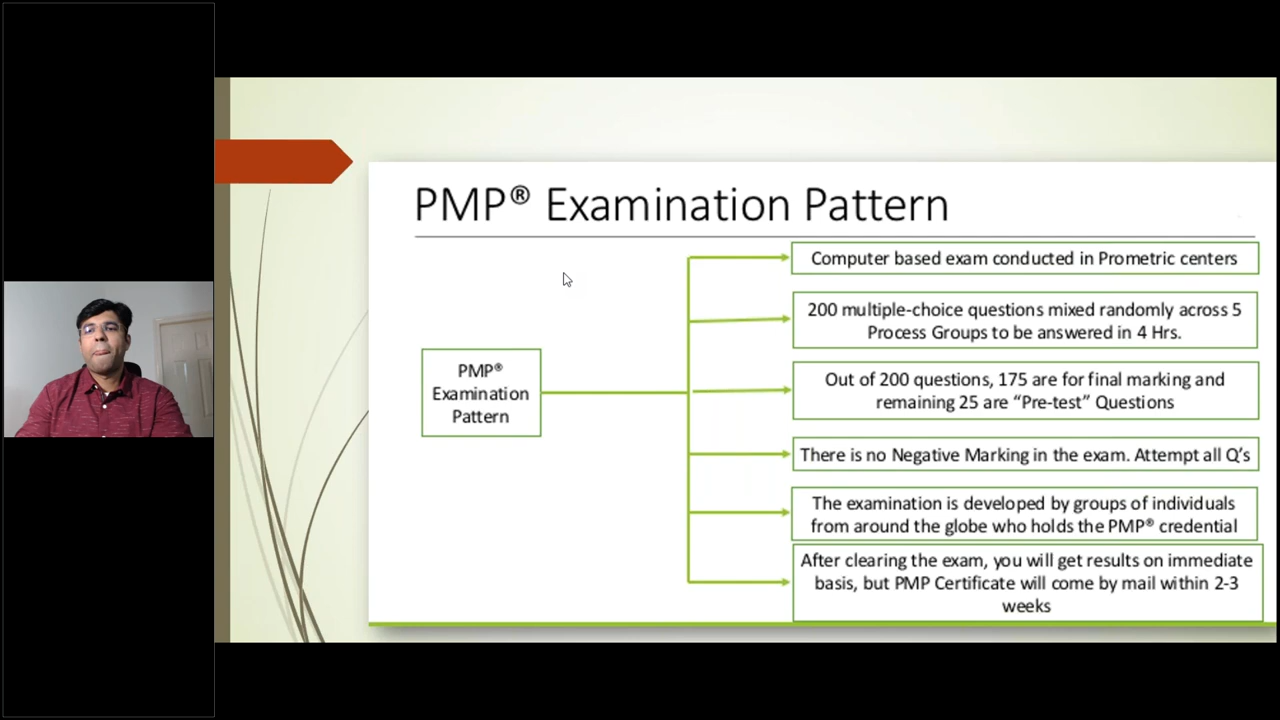 PMP® Examination Pattern
PMP®
Examination
Pattern
Computer based exam conducted in Prometric centers
200 multiple-choice questions mixed randomly across 5
Process Groups to be answered in 4 Hrs.
Out of 200 questions, 175 are for final marking and
remaining 25 are “Pre-test” Questions
There is no Negative Marking in the exam. Attempt all Q’s
The examination is developed by groups of individuals
from around the globe who holds the PMP® credential
After clearing the exam, you will get results on immediate
basis, but PMP Certificate will come by mail within 2-3
weeks